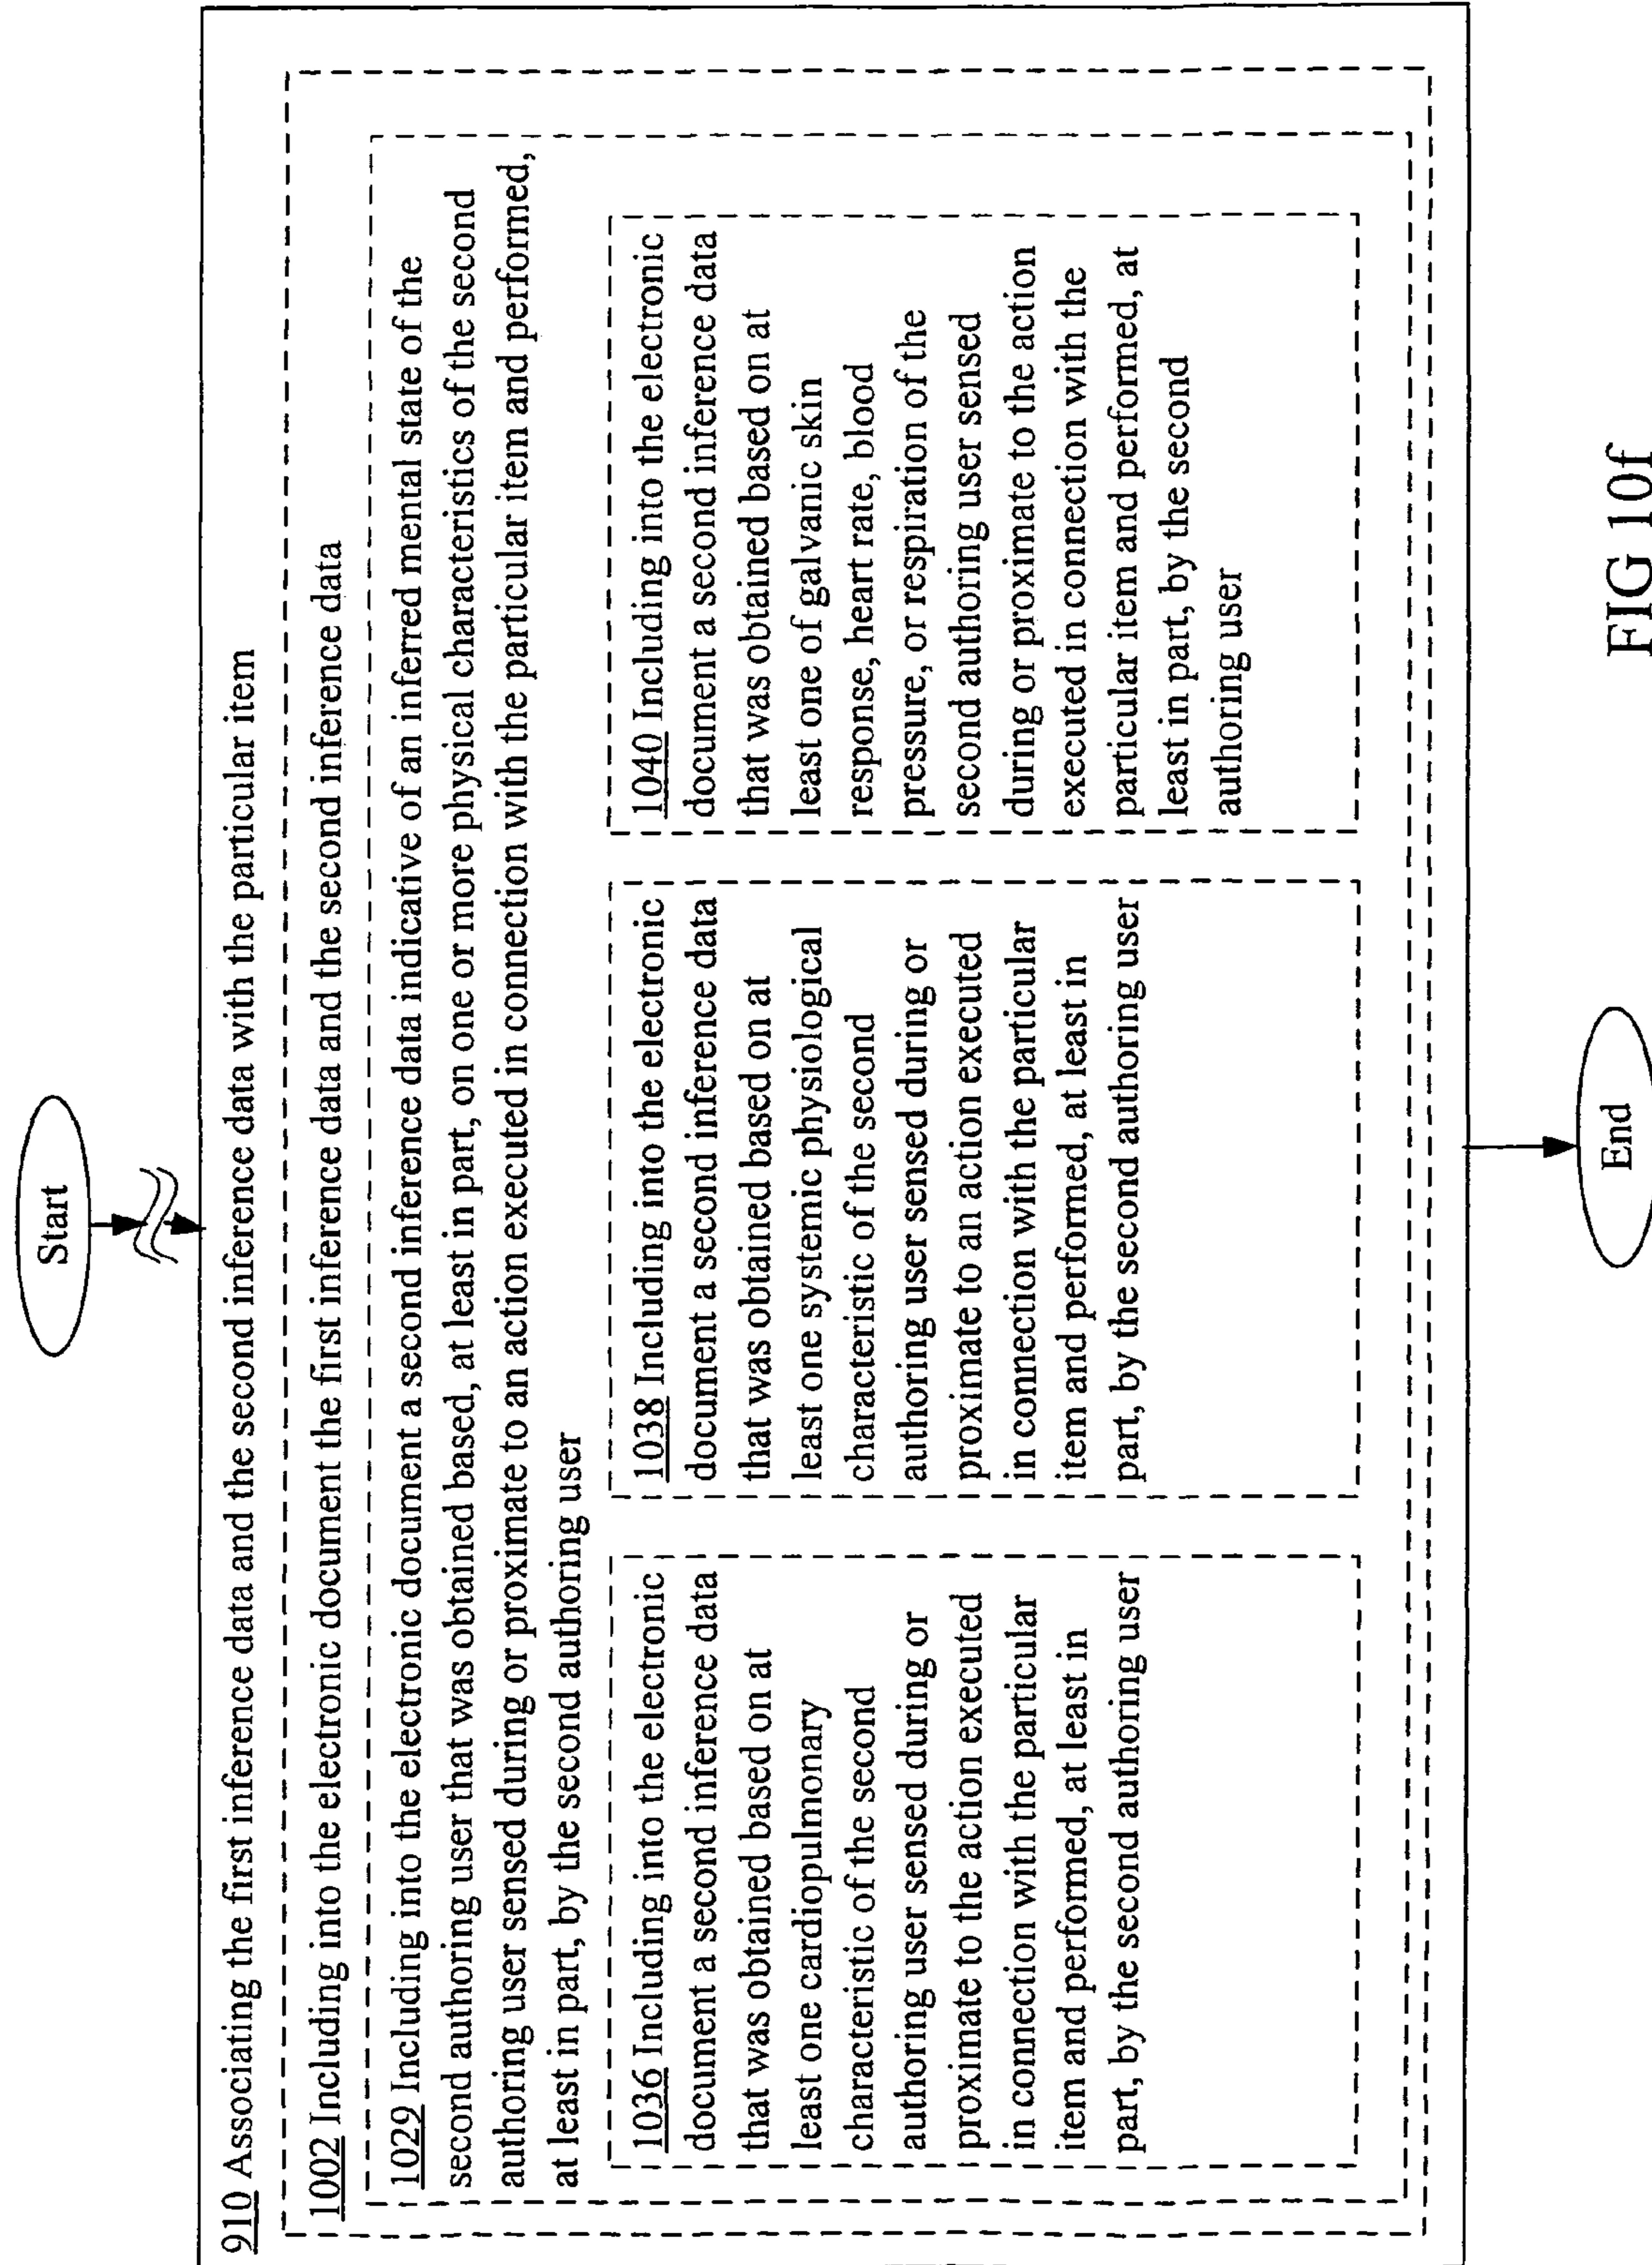 Start
910 Associating the first inference data and the second inference data with the particular item
1002 Including into the electronic document the first inference data and the second inference data
1029 Including into the electronic document a second inference data indicative of an inferred mental state of the
second authoring user that was obtained based, at least in part, on one or more physical characteristics of the second
authoring user sensed during or proximate to an action executed in connection with the particular item and performed,
at least in part, by the second authoring user
1036 Including into the electronic
document a second inference data
that was obtained based on at
least one cardiopulmonary
characteristic of the second
authoring user sensed during or
proximate to the action executed
in connection with the particular
item and performed, at least in
part, by the second authoring user
1038 Including into the electronic
document a second inference data
that was obtained based on at
least one systemic physiological
characteristic of the second
authoring user sensed during or
proximate to an action executed
in connection with the particular
item and performed, at least in
part, by the second authoring user
1040 Including into the electronic
document a second inference data
that was obtained based on at
least one of galvanic skin
response, heart rate, blood
pressure, or respiration of the
second authoring user sensed
during or proximate to the action
executed in connection with the
particular item and performed, at
least in part, by the second
authoring user
End
FIG 10f